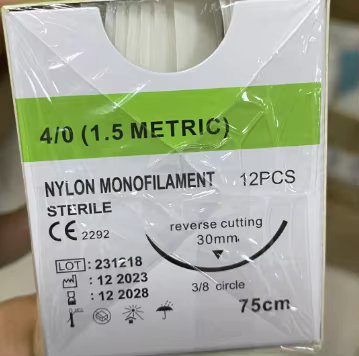 4/0 (1.5 METRIC)
NYLON MONOFILAMENT 12PCS
STERILE
CE 2292
reverse cutting
30mm
LOT : 231218
: 12 2023
: 12 2028
3/8 circle
75cm